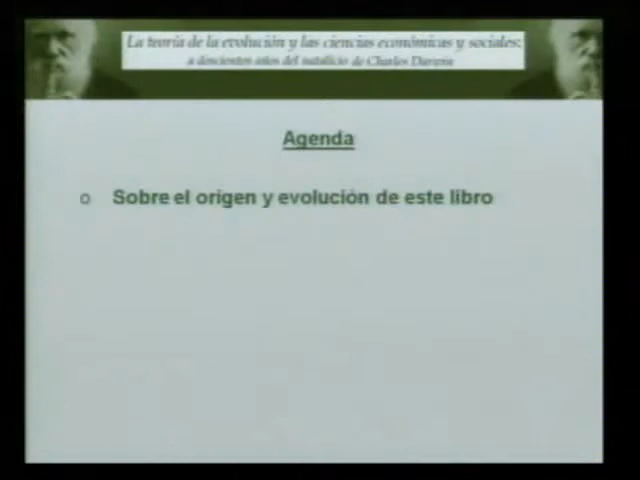 La teoría de la evolución y las ciencias económicas y sociales:
a doscientos años del natalicio de Charles Darwin
Agenda
o Sobre el origen y evolución de este libro